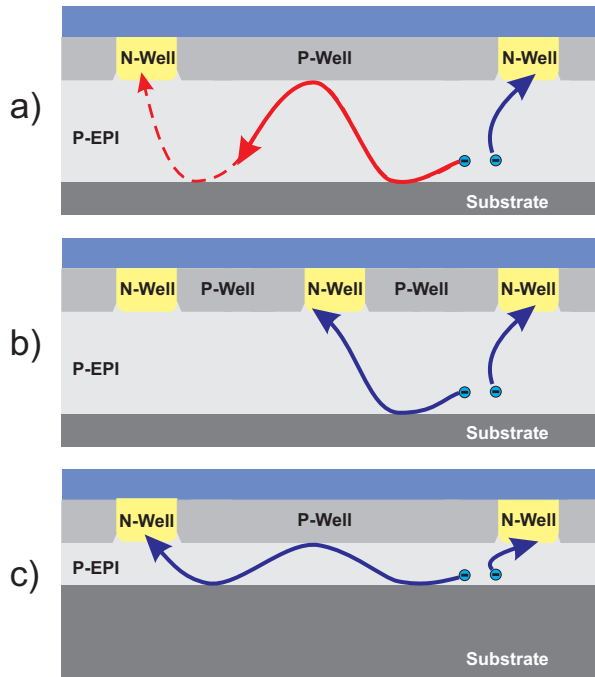 N-Well P-Well N-Well
a)
P-EPI
Substrate
N-Well P-Well N-Well P-Well N-Well
b)
P-EPI
Substrate
N-Well P-Well N-Well
c)
P-EPI
Substrate